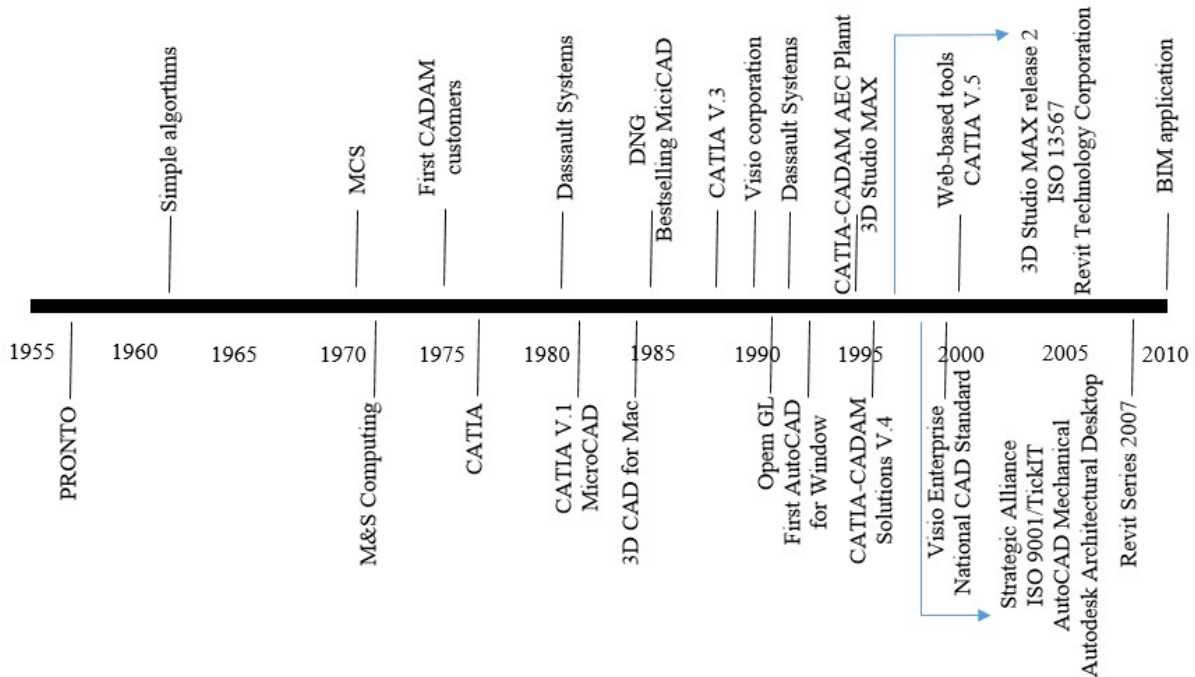 Simple algorthms
MCS
First CADAM
customers
Dassault Systems
DNG
Bestselling MiciCAD
CATIA V.3
Visio corporation
Dassault Systems
CATIA-CADAM AEC Plamt
3D Studio MAX
Web-based tools
CATIA V.5
3D Studio MAX release 2
ISO 13567
Revit Technology Corporation
BIM application
1955 1960 1965 1970 1975 1980 1985 1990 1995 2000 2005 2010
PRONTO
M&S Computing
CATIA
CATIA V.1
MicroCAD
3D CAD for Mac
Opem GL
First AutoCAD
for Window
CATIA-CADAM
Solutions V.4
Visio Enterprise
National CAD Standard
Strategic Alliance
ISO 9001/TickIT
AutoCAD Mechanical
Autodesk Architectural Desktop
Revit Series 2007